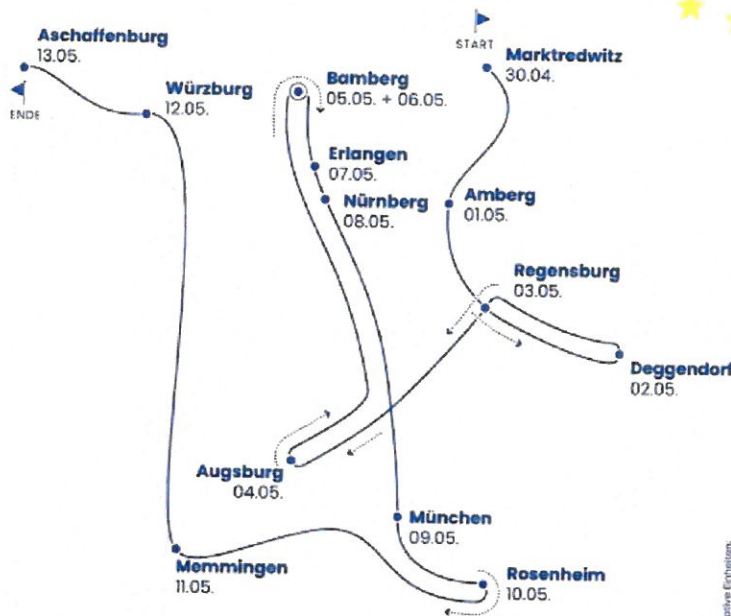 START
Marktredwitz
30.04.
Aschaffenburg
13.05.
ENDE
Würzburg
12.05.
Bamberg
05.05. + 06.05.
Erlangen
07.05.
Nürnberg
08.05.
Amberg
01.05.
Regensburg
03.05.
Deggendorf
02.05.
Augsburg
04.05.
München
09.05.
Memmingen
11.05.
Rosenheim
10.05.
Einheiten.